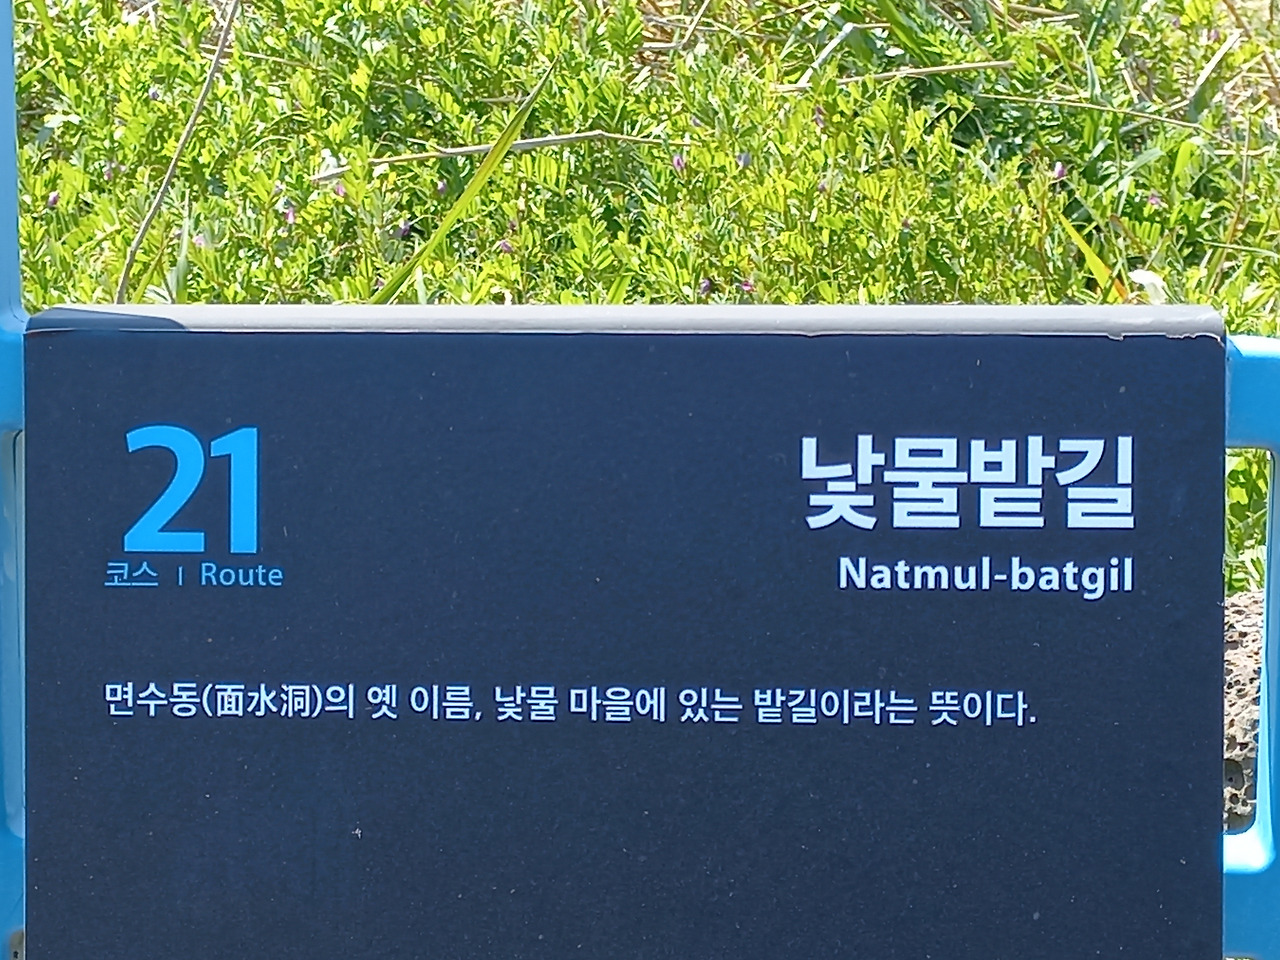 21
코스 | Route
낯물밭길
Natmul-batgil
면수동(面水洞)의 옛 이름, 낯물 마을에 있는 밭길이라는 뜻이다.